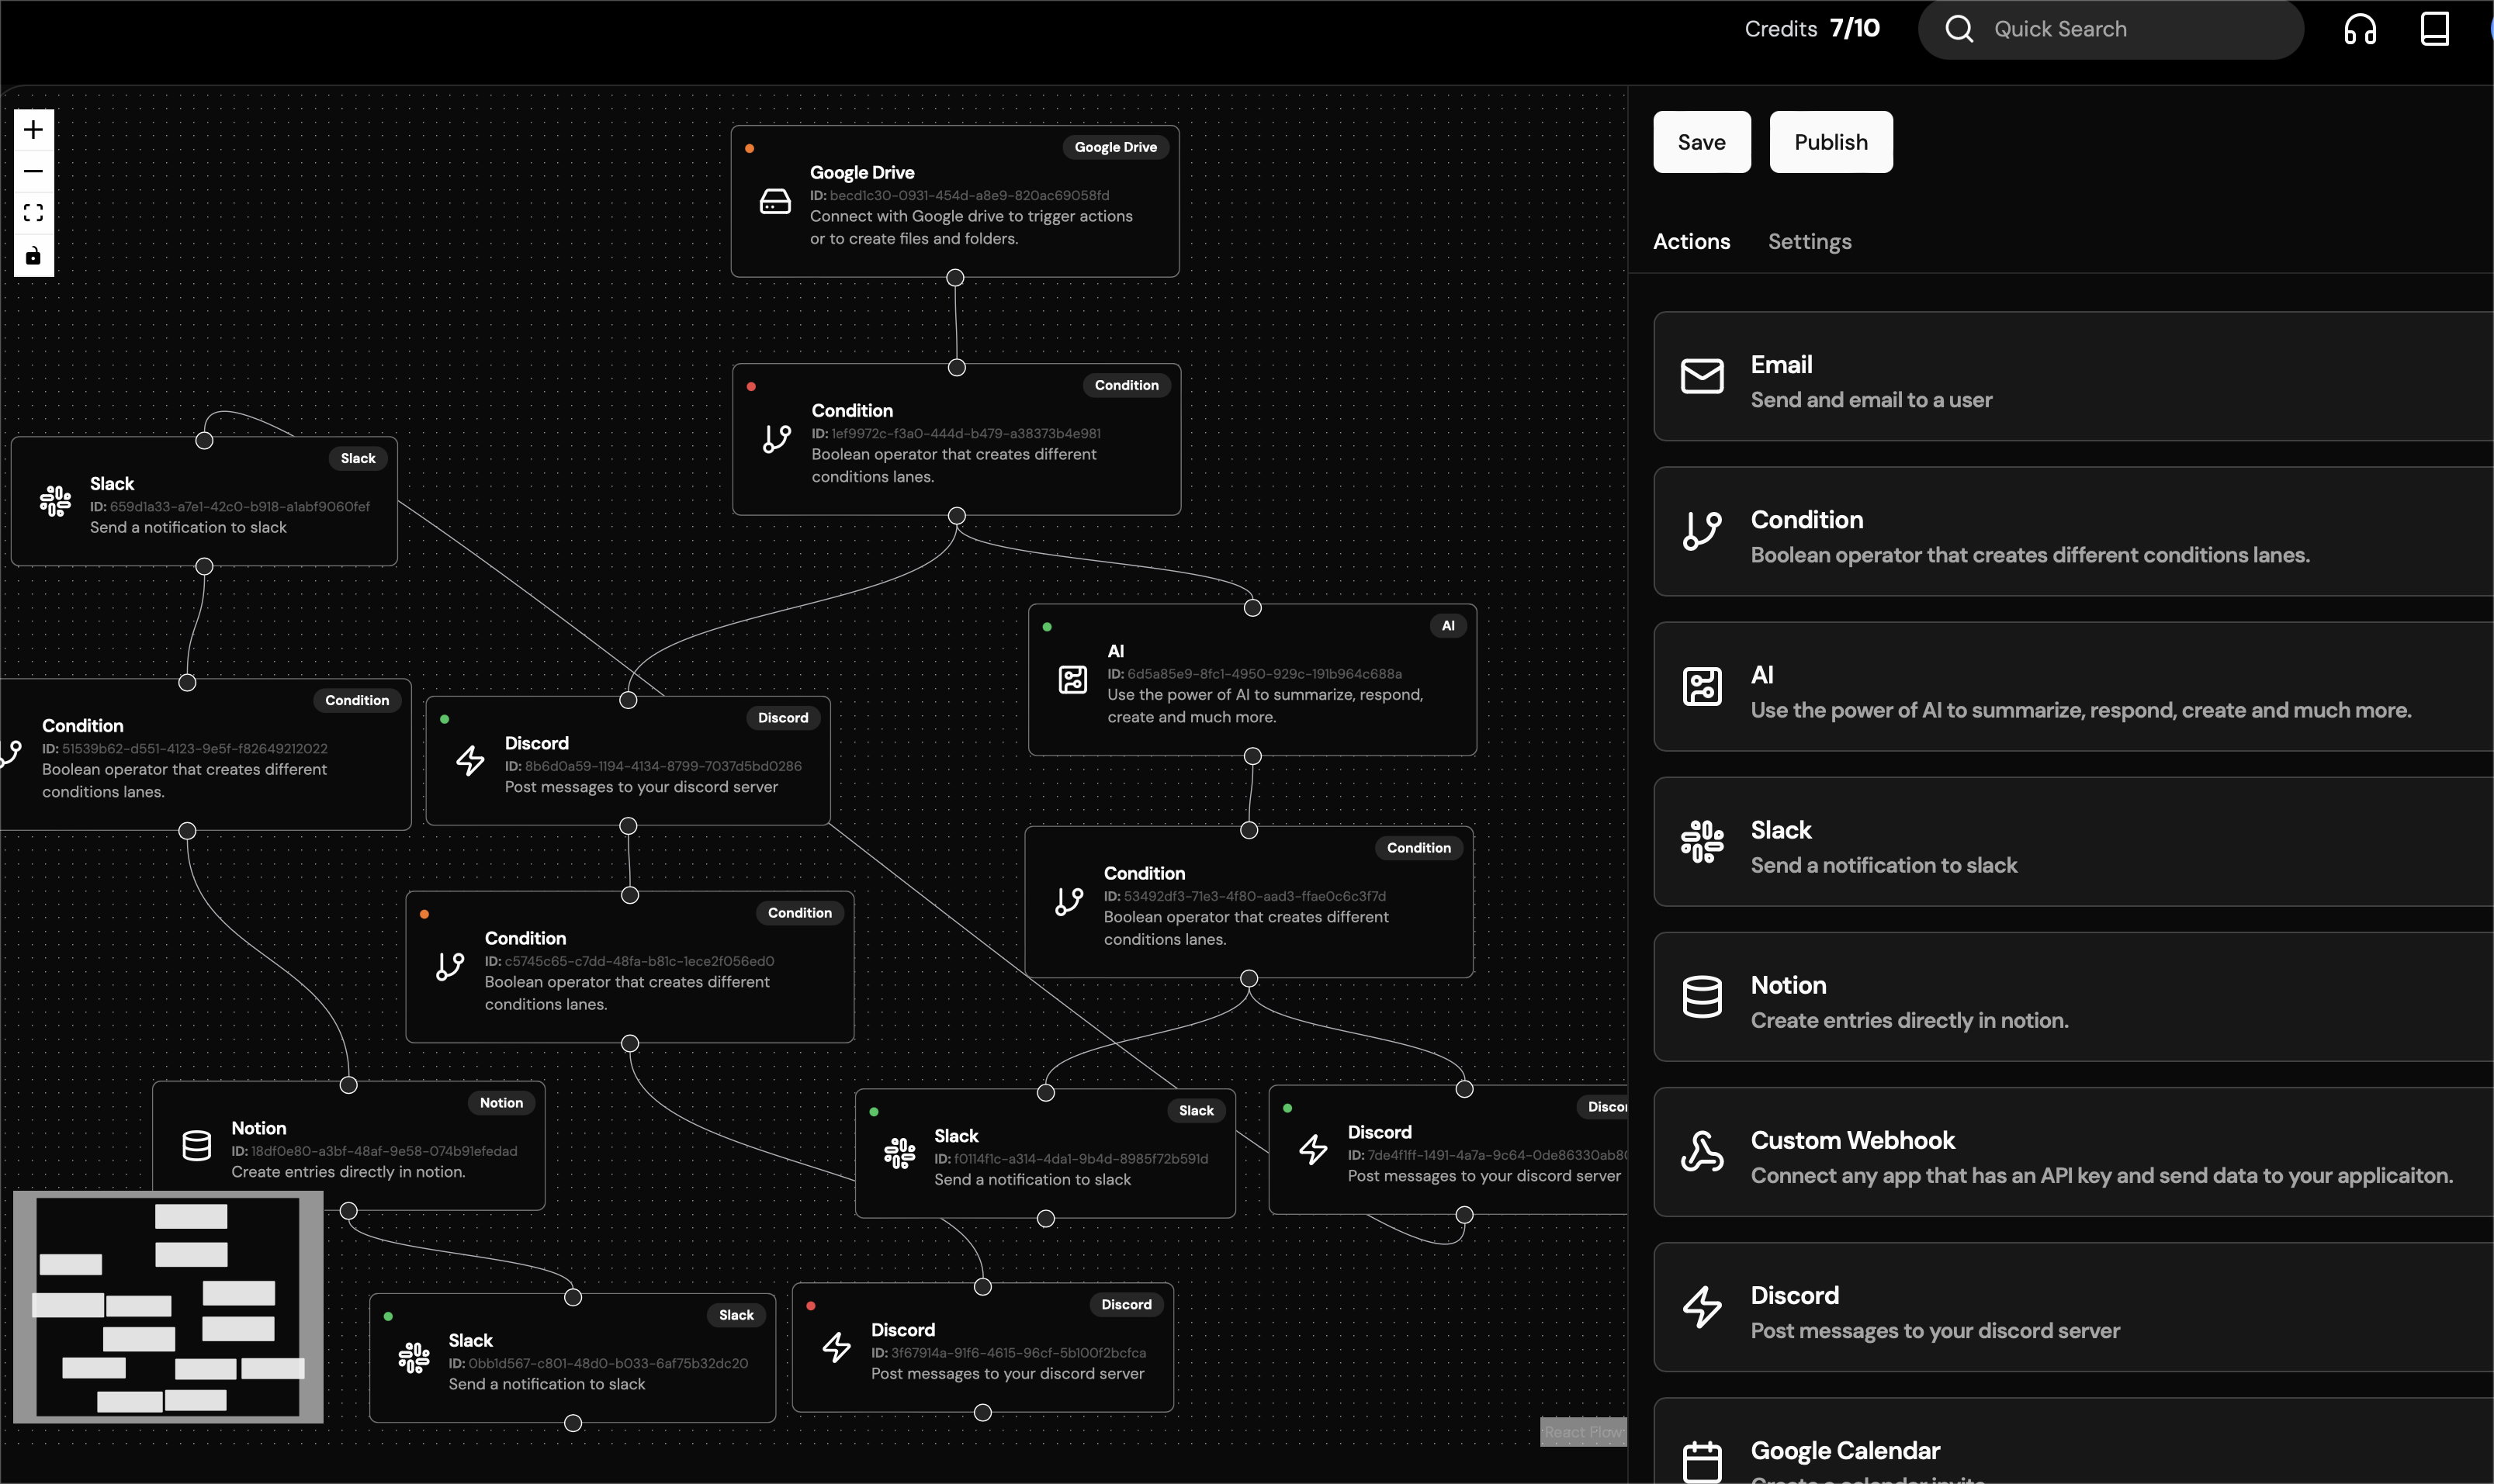 Credits 7/10
Quick Search
Save
Publish
Actions
Settings
Google Drive
Google Drive
ID: becd1c30-0931-454d-a8e9-820ac69058fd
Connect with Google drive to trigger actions
or to create files and folders.
Condition
Condition
ID: 1ef9972c-f3a0-444d-b479-a38373b4e981
Boolean operator that creates different
conditions lanes.
Slack
Slack
ID: 659d1a33-a7e1-42c0-b918-a1abf9060fef
Send a notification to slack
AI
AI
ID: 6d5a85e9-8fc1-4950-929c-191b964c688a
Use the power of AI to summarize, respond,
create and much more.
Condition
Condition
ID: 51539b62-d551-4123-9e5f-f82649212022
Boolean operator that creates different
conditions lanes.
Discord
Discord
ID: 8b6d0a59-1194-4134-8799-7037d5bd0286
Post messages to your discord server
Condition
Condition
ID: 53492df3-71e3-4f80-aad3-ffae0c6c3f7d
Boolean operator that creates different
conditions lanes.
Condition
Condition
ID: c5745c65-c7dd-48fa-b81c-1ece2f056ed0
Boolean operator that creates different
conditions lanes.
Notion
Notion
ID: 18df0e80-a3bf-48af-9e58-074b91efedad
Create entries directly in notion.
Slack
Slack
ID: f0114f1c-a314-4da1-9b4d-8985f72b591d
Send a notification to slack
Discor
Discord
ID: 7de4f1ff-1491-4a7a-9c64-0de86330ab8
Post messages to your discord server
Slack
Slack
ID: 0bb1d567-c801-48d0-b033-6af75b32dc20
Send a notification to slack
Discord
Discord
ID: 3f67914a-91f6-4615-96cf-5b100f2bcfca
Post messages to your discord server
React Flow
Email
Send and email to a user
Condition
Boolean operator that creates different conditions lanes.
AI
Use the power of AI to summarize, respond, create and much more.
Slack
Send a notification to slack
Notion
Create entries directly in notion.
Custom Webhook
Connect any app that has an API key and send data to your applicaiton.
Discord
Post messages to your discord server
Google Calendar